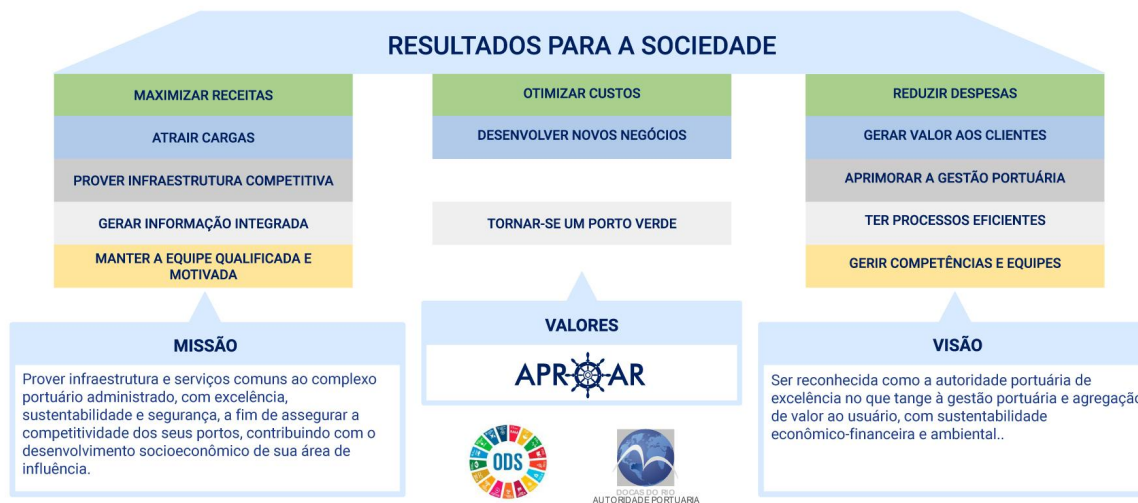 RESULTADOS PARA A SOCIEDADE
MAXIMIZAR RECEITAS
OTIMIZAR CUSTOS
REDUZIR DESPESAS
ATRAIR CARGAS
DESENVOLVER NOVOS NEGÓCIOS
GERAR VALOR AOS CLIENTES
PROVER INFRAESTRUTURA COMPETITIVA
APRIMORAR A GESTÃO PORTUÁRIA
GERAR INFORMAÇÃO INTEGRADA
TORNAR-SE UM PORTO VERDE
TER PROCESSOS EFICIENTES
MANTER A EQUIPE QUALIFICADA E
MOTIVADA
GERIR COMPETÊNCIAS E EQUIPES
MISSÃO
Prover infraestrutura e serviços comuns ao complexo
portuário administrado, com excelência,
sustentabilidade e segurança, a fim de assegurar a
competitividade dos seus portos, contribuindo com o
desenvolvimento socioeconômico de sua área de
influência.
VALORES
APROAR
ODS
DOCAS DO RIO
AUTORIDADE PORTUARIA
VISÃO
Ser reconhecida como a autoridade portuária de
excelência no que tange à gestão portuária e agregação
de valor ao usuário, com sustentabilidade
econômico-financeira e ambiental..